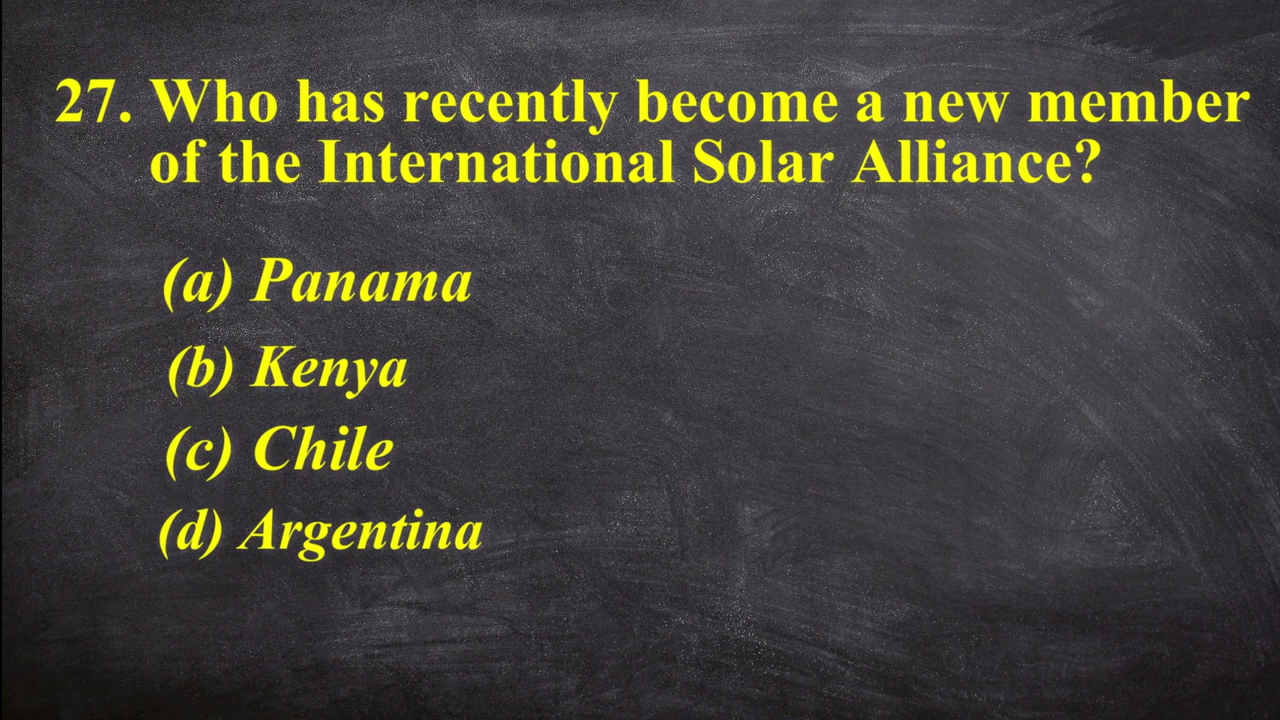 27. Who has recently become a new member
of the International Solar Alliance?
(a) Panama
(b) Kenya
(c) Chile
(d) Argentina